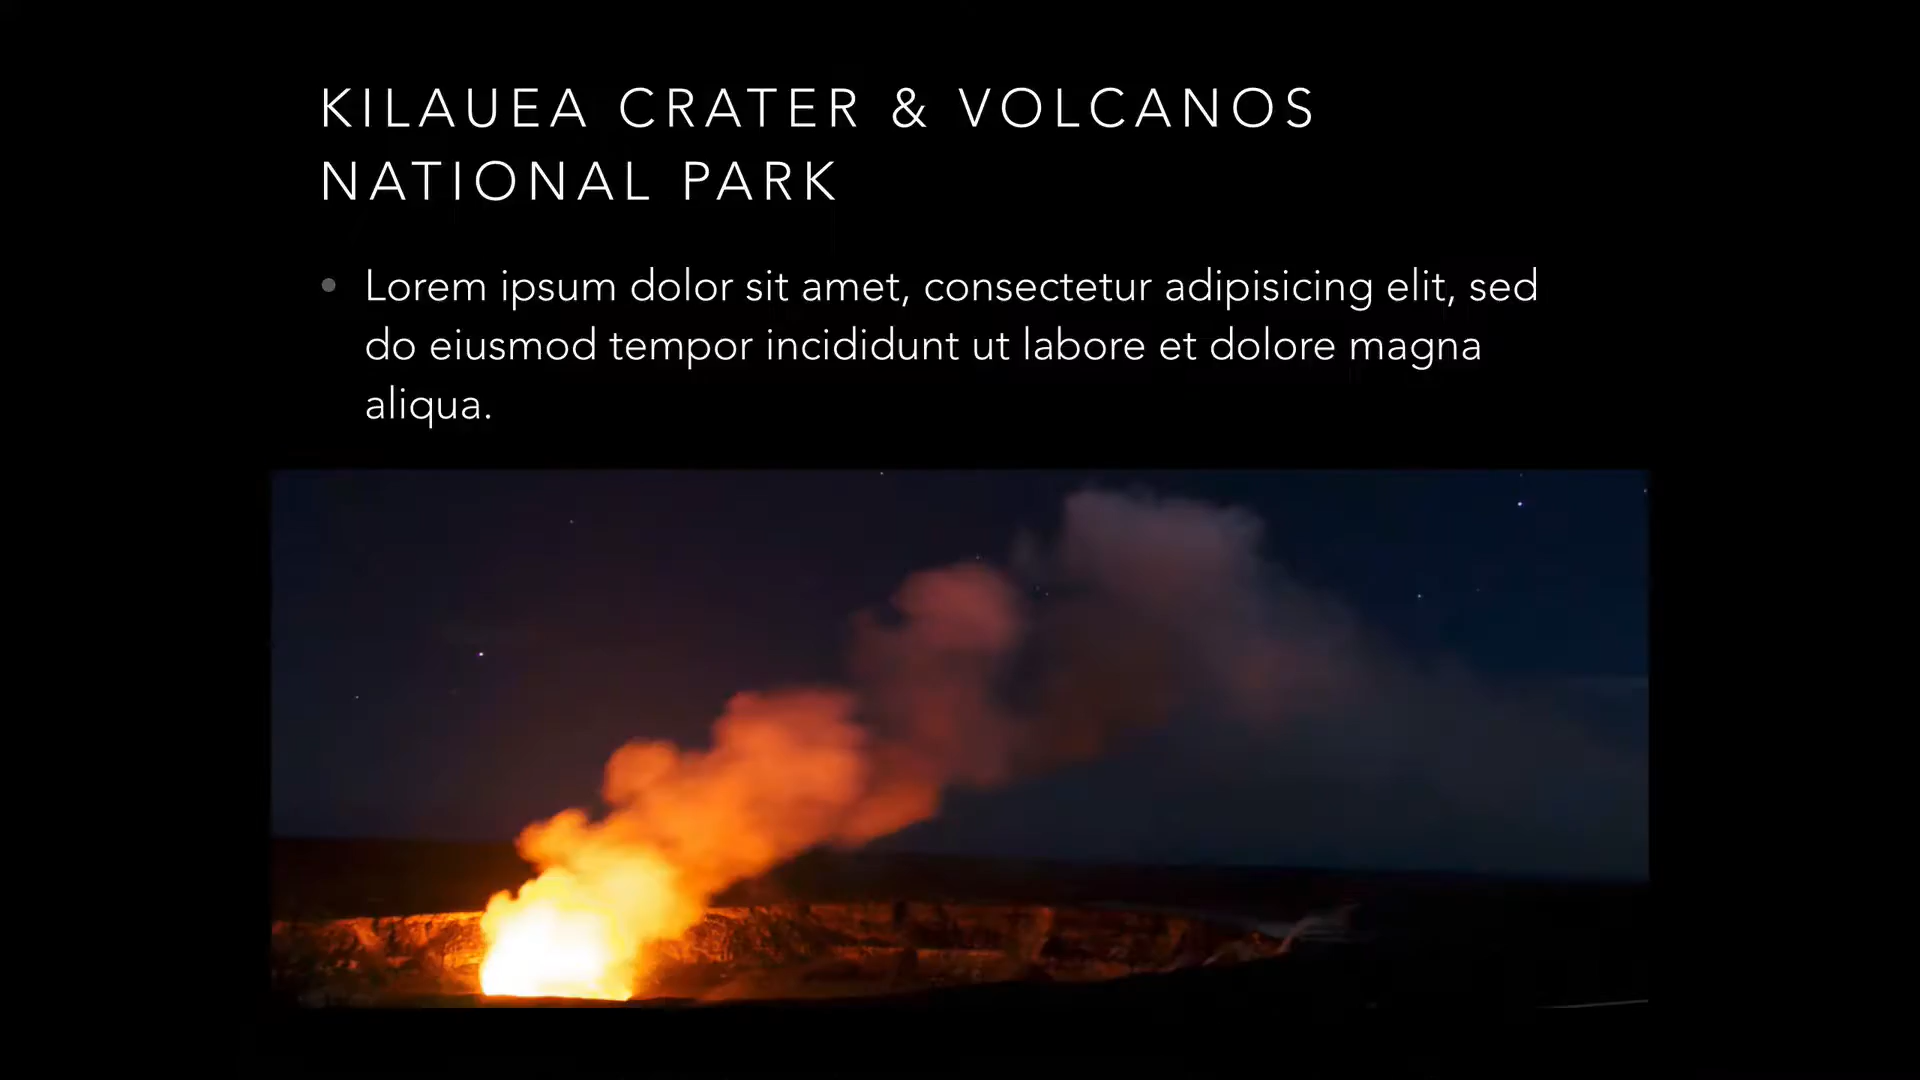 KILAUEA CRATER & VOLCANOS
NATIONAL PARK
• Lorem ipsum dolor sit amet, consectetur adipisicing elit, sed
do eiusmod tempor incididunt ut labore et dolore magna
aliqua.